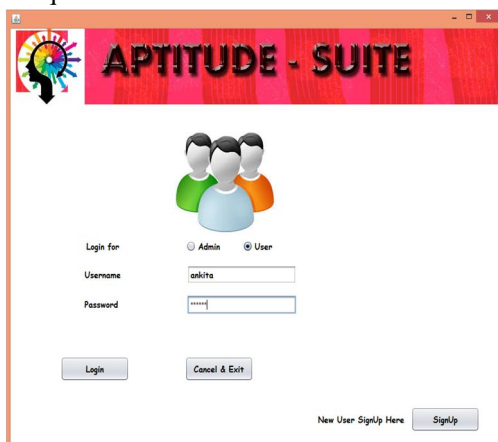 APTITUDE - SUITE
Login for Admin User
Username ankita
Password ******
Login Cancel & Exit
New User SignUp Here SignUp